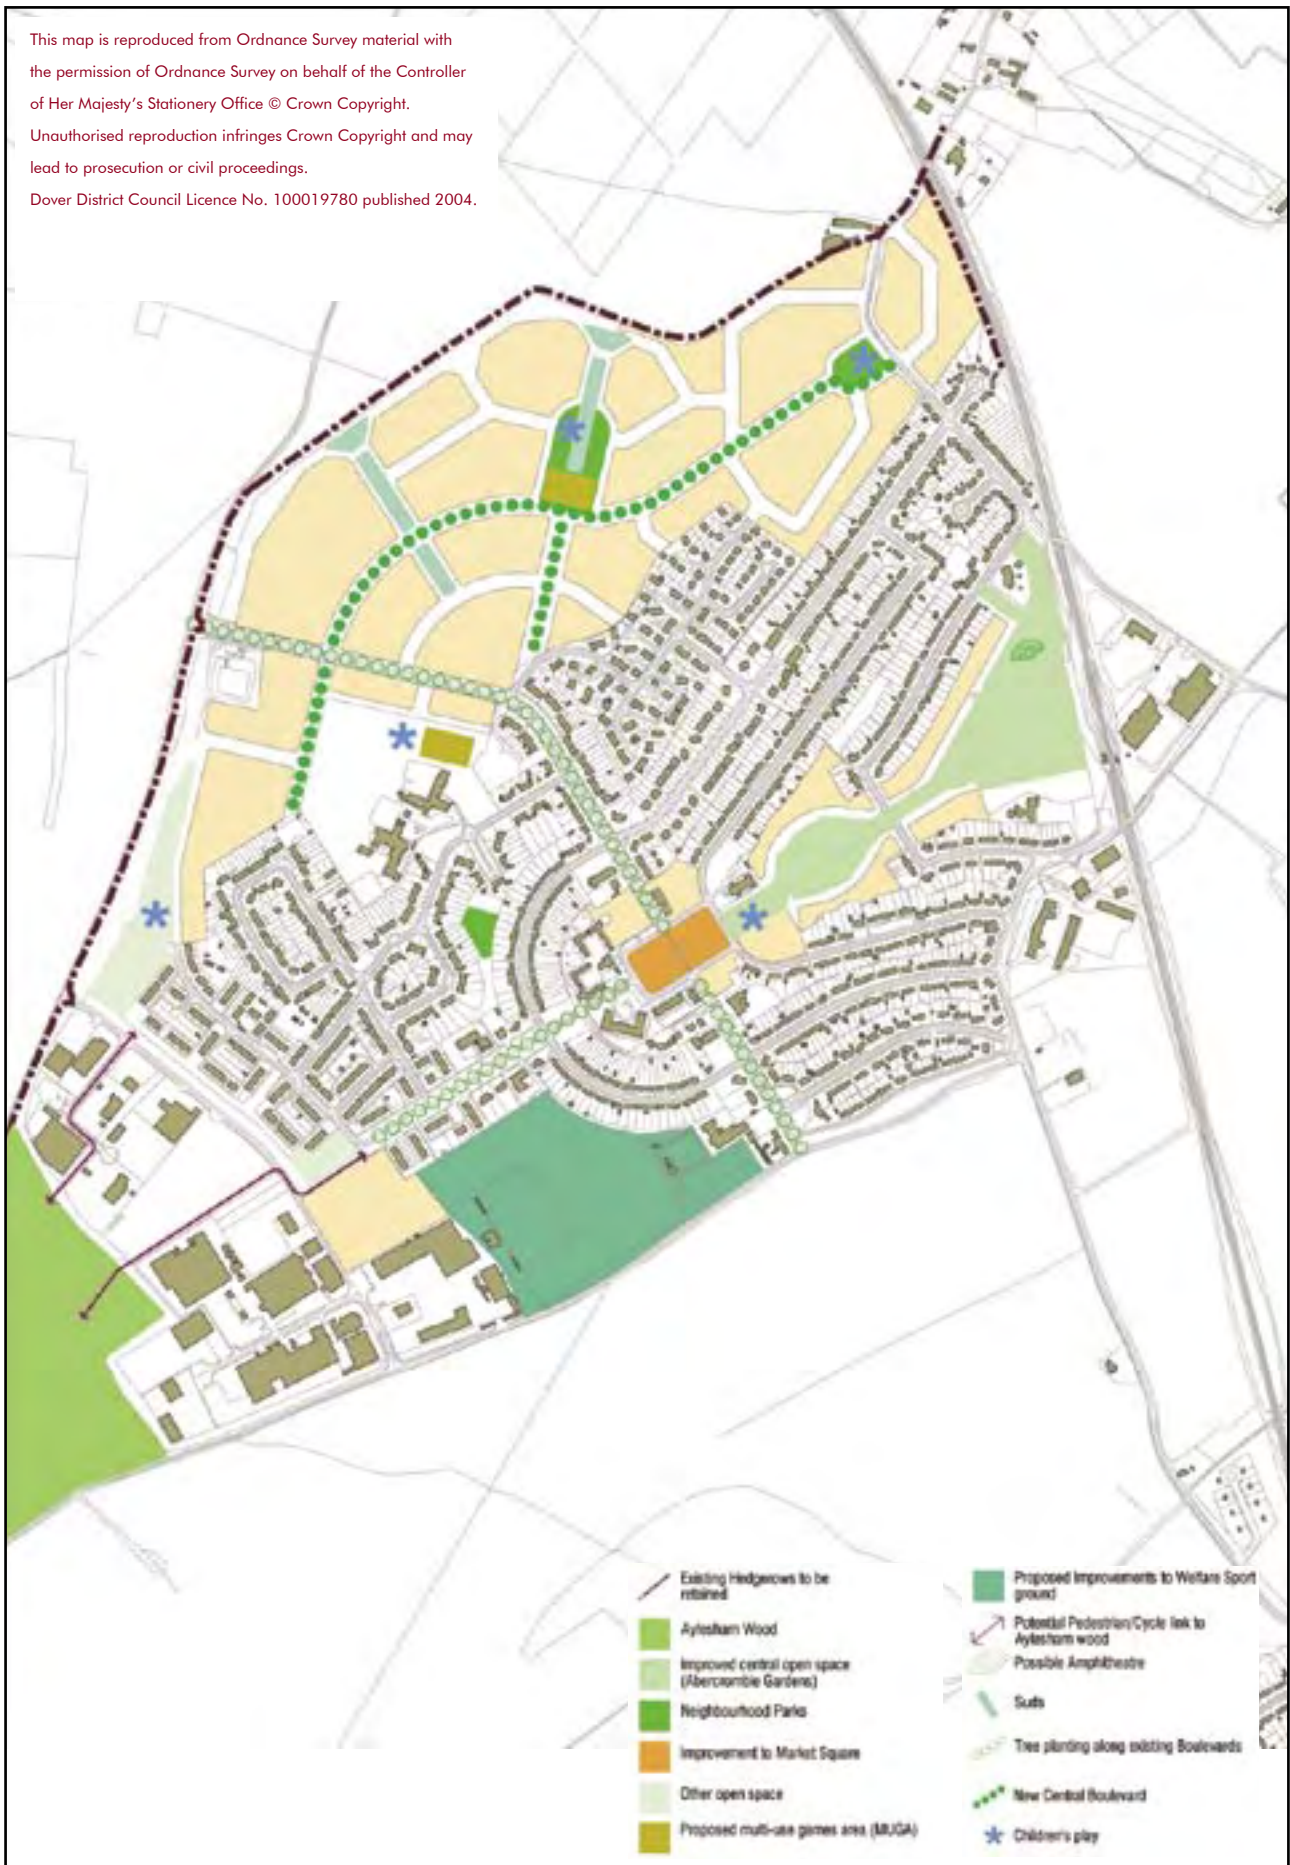 This map is reproduced from Ordnance Survey material with
the permission of Ordnance Survey on behalf of the Controller
of Her Majesty's Stationery Office © Crown Copyright.
Unauthorised reproduction infringes Crown Copyright and may
lead to prosecution or civil proceedings.
Dover District Council Licence No. 100019780 published 2004.
Existing Hedgerows to be
retained
Aylesham Wood
Improved central open space
(Abercrombie Gardens)
Neighbourhood Parks
Improvement to Market Square
Other open space
Proposed multi-use games area (MUGA)
Proposed Improvements to Welfare Sport
ground
Potential Pedestrian/Cycle link to
Aylesham wood
Possible Amphitheatre
Suds
Tree planting along existing Boulevards
New Central Boulevard
Children's play